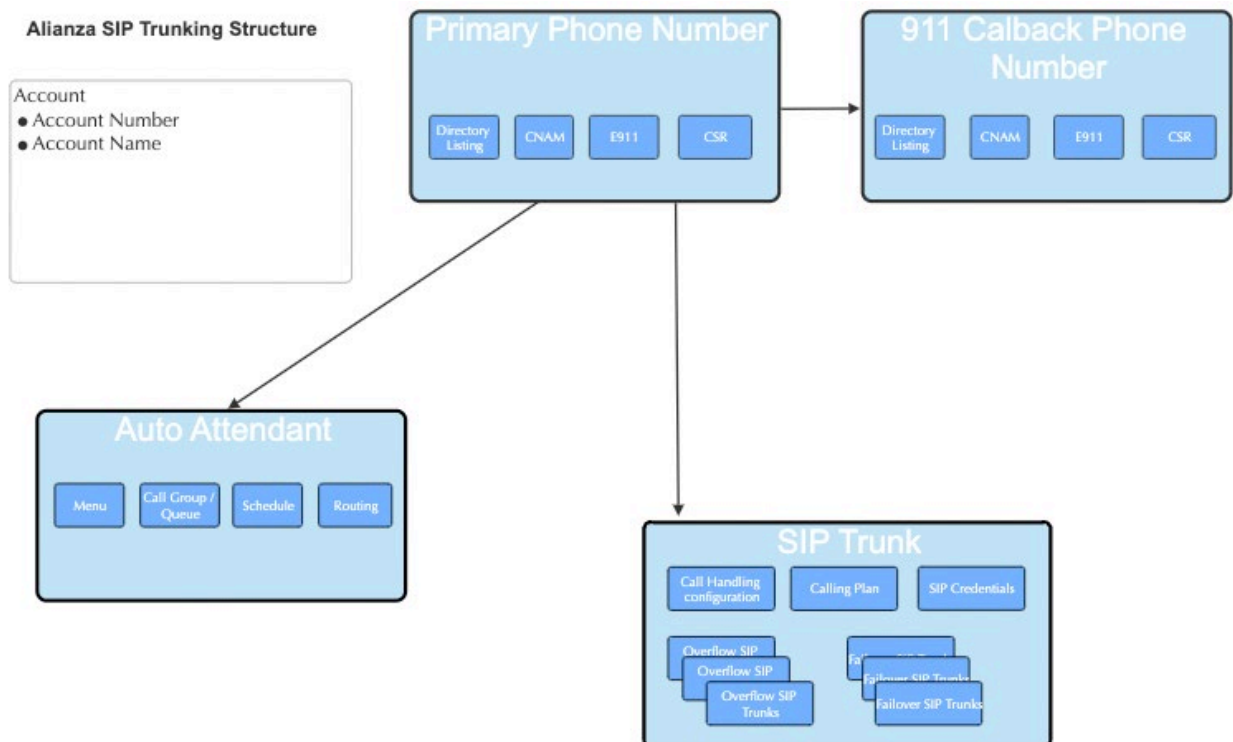 Alianza SIP Trunking Structure
Account
• Account Number
• Account Name
Primary Phone Number
Directory
Listing
CNAM
E911
CSR
911 Calback Phone
Number
Directory
Listing
CNAM
E911
CSR
Auto Attendant
Menu
Call Group /
Queue
Schedule
Routing
SIP Trunk
Call Handling
configuration
Calling Plan
SIP Credentials
Overflow SIP
Overflow SIP
Overflow SIP
Trunks
Failover SIP Trunks
Failover SIP Trunks